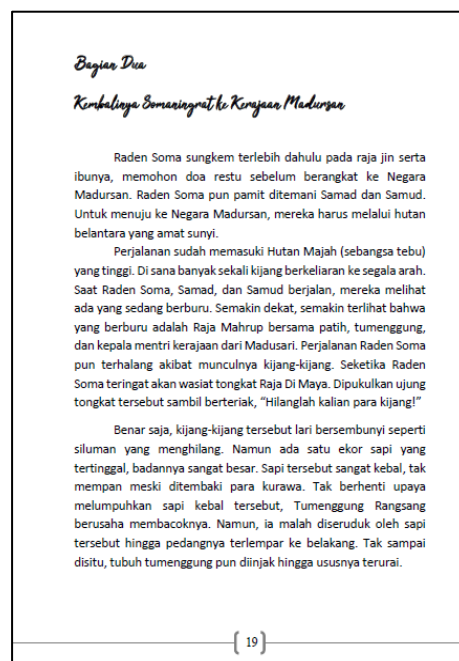 Bagian Dua
Kembalinya Somaningrat ke Kerajaan Madursan
Raden Soma sungkem terlebih dahulu pada raja jin serta
ibunya, memohon doa restu sebelum berangkat ke Negara
Madursan. Raden Soma pun pamit ditemani Samad dan Samud.
Untuk menuju ke Negara Madursan, mereka harus melalui hutan
belantara yang amat sunyi.
Perjalanan sudah memasuki Hutan Majah (sebangsa tebu)
yang tinggi. Di sana banyak sekali kijang berkeliaran ke segala arah.
Saat Raden Soma, Samad, dan Samud berjalan, mereka melihat
ada yang sedang berburu. Semakin dekat, semakin terlihat bahwa
yang berburu adalah Raja Mahrup bersama patih, tumenggung,
dan kepala mentri kerajaan dari Madusari. Perjalanan Raden Soma
pun terhalang akibat munculnya kijang-kijang. Seketika Raden
Soma teringat akan wasiat tongkat Raja Di Maya. Dipukulkan ujung
tongkat tersebut sambil berteriak, “Hilanglah kalian para kijang!”
Benar saja, kijang-kijang tersebut lari bersembunyi seperti
siluman yang menghilang. Namun ada satu ekor sapi yang
tertinggal, badannya sangat besar. Sapi tersebut sangat kebal, tak
mempan meski ditembaki para kurawa. Tak berhenti upaya
melumpuhkan sapi kebal tersebut, Tumenggung Rangsang
berusaha membacoknya. Namun, ia malah diseruduk oleh sapi
tersebut hingga pedangnya terlempar ke belakang. Tak sampai
disitu, tubuh tumenggung pun diinjak hingga ususnya terurai.
19